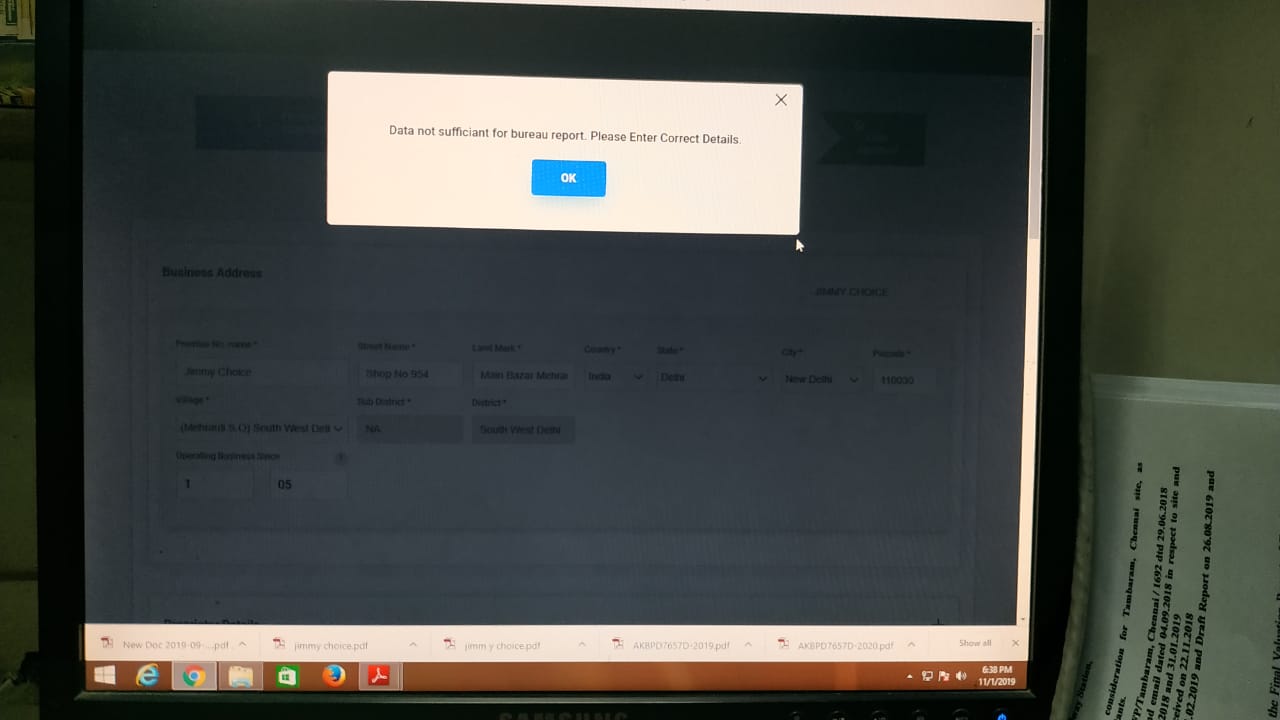 Data not sufficiant for bureau report. Please Enter Correct Details.
OK
Business Address
JIMMY CHOICE
Premise No. name* Street Name* Land Mark* Country* State* City* Pincode*
Jimmy Choice Shop No 954 Main Bazar Mehrau India Delhi New Delhi 110030
Village* Sub District* District*
(Mehrauli S.O) South West Delh NA South West Delhi
Operating Business Since
1 05
New Doc 2019-09-...pdf jimmy choice.pdf jimm y choice.pdf AKBPD7657D-2019.pdf AKBPD7657D-2020.pdf Show all
6:38 PM
11/1/2019
SAMSUNG
consideration for Tambaram, Chennai site, as
ants.
P/Tambaram, Chennai/1692 dtd 29.06.2018
d email dated 04.09.2018 in respect to site and
2018 and 31.01.2019
on 22.11.2018
.02.2019 and Draft Report on 26.08.2019 and
the Final